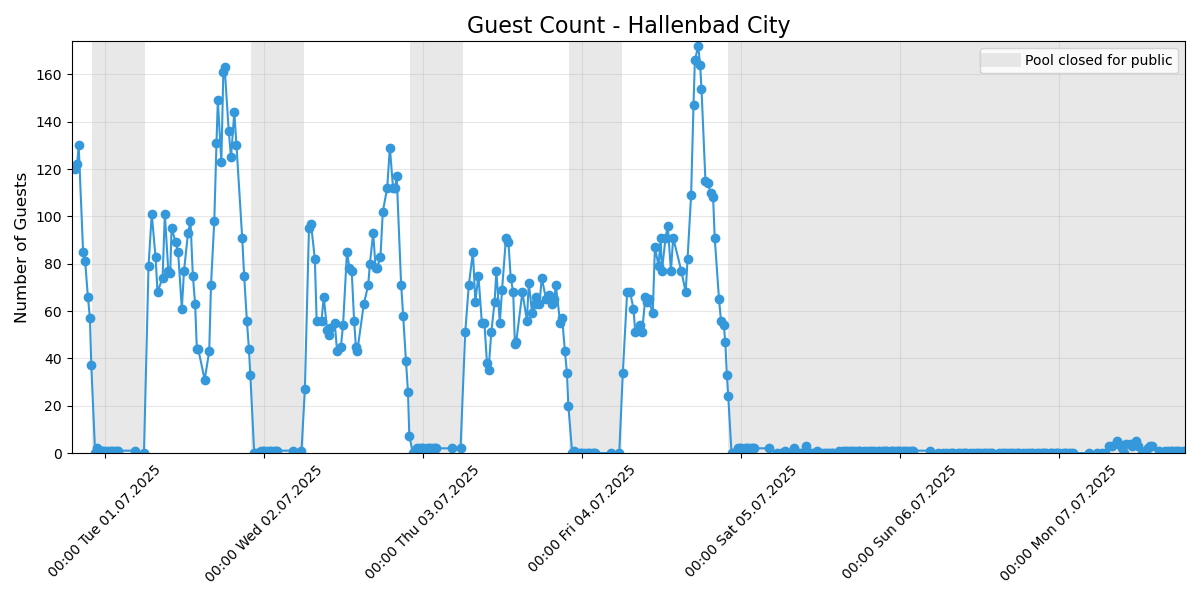 Guest Count - Hallenbad City
Pool closed for public
Number of Guests
160
140
120
100
80
60
40
20
0
00:00 Tue 01.07.2025
00:00 Wed 02.07.2025
00:00 Thu 03.07.2025
00:00 Fri 04.07.2025
00:00 Sat 05.07.2025
00:00 Sun 06.07.2025
00:00 Mon 07.07.2025